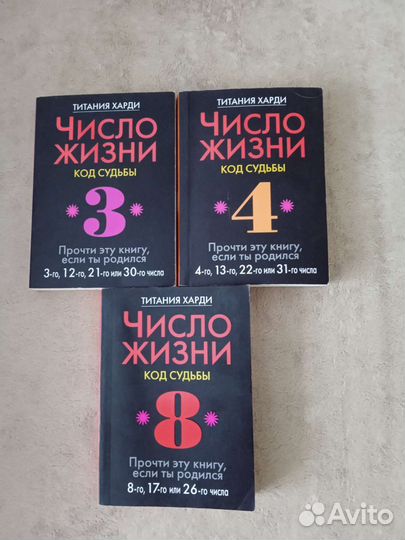 ТИТАНИЯ ХАРДИ
ЧИСЛО
ЖИЗНИ
КОД СУДЬБЫ
*3*
Прочти эту книгу,
если ты родился
3-го, 12-го, 21-го или 30-го числа
ТИТАНИЯ ХАРДИ
ЧИСЛО
ЖИЗНИ
КОД СУДЬБЫ
*4*
Прочти эту книгу,
если ты родился
4-го, 13-го, 22-го или 31-го числа
ТИТАНИЯ ХАРДИ
ЧИСЛО
ЖИЗНИ
КОД СУДЬБЫ
*8*
Прочти эту книгу,
если ты родился
8-го, 17-го или 26-го числа
Avito